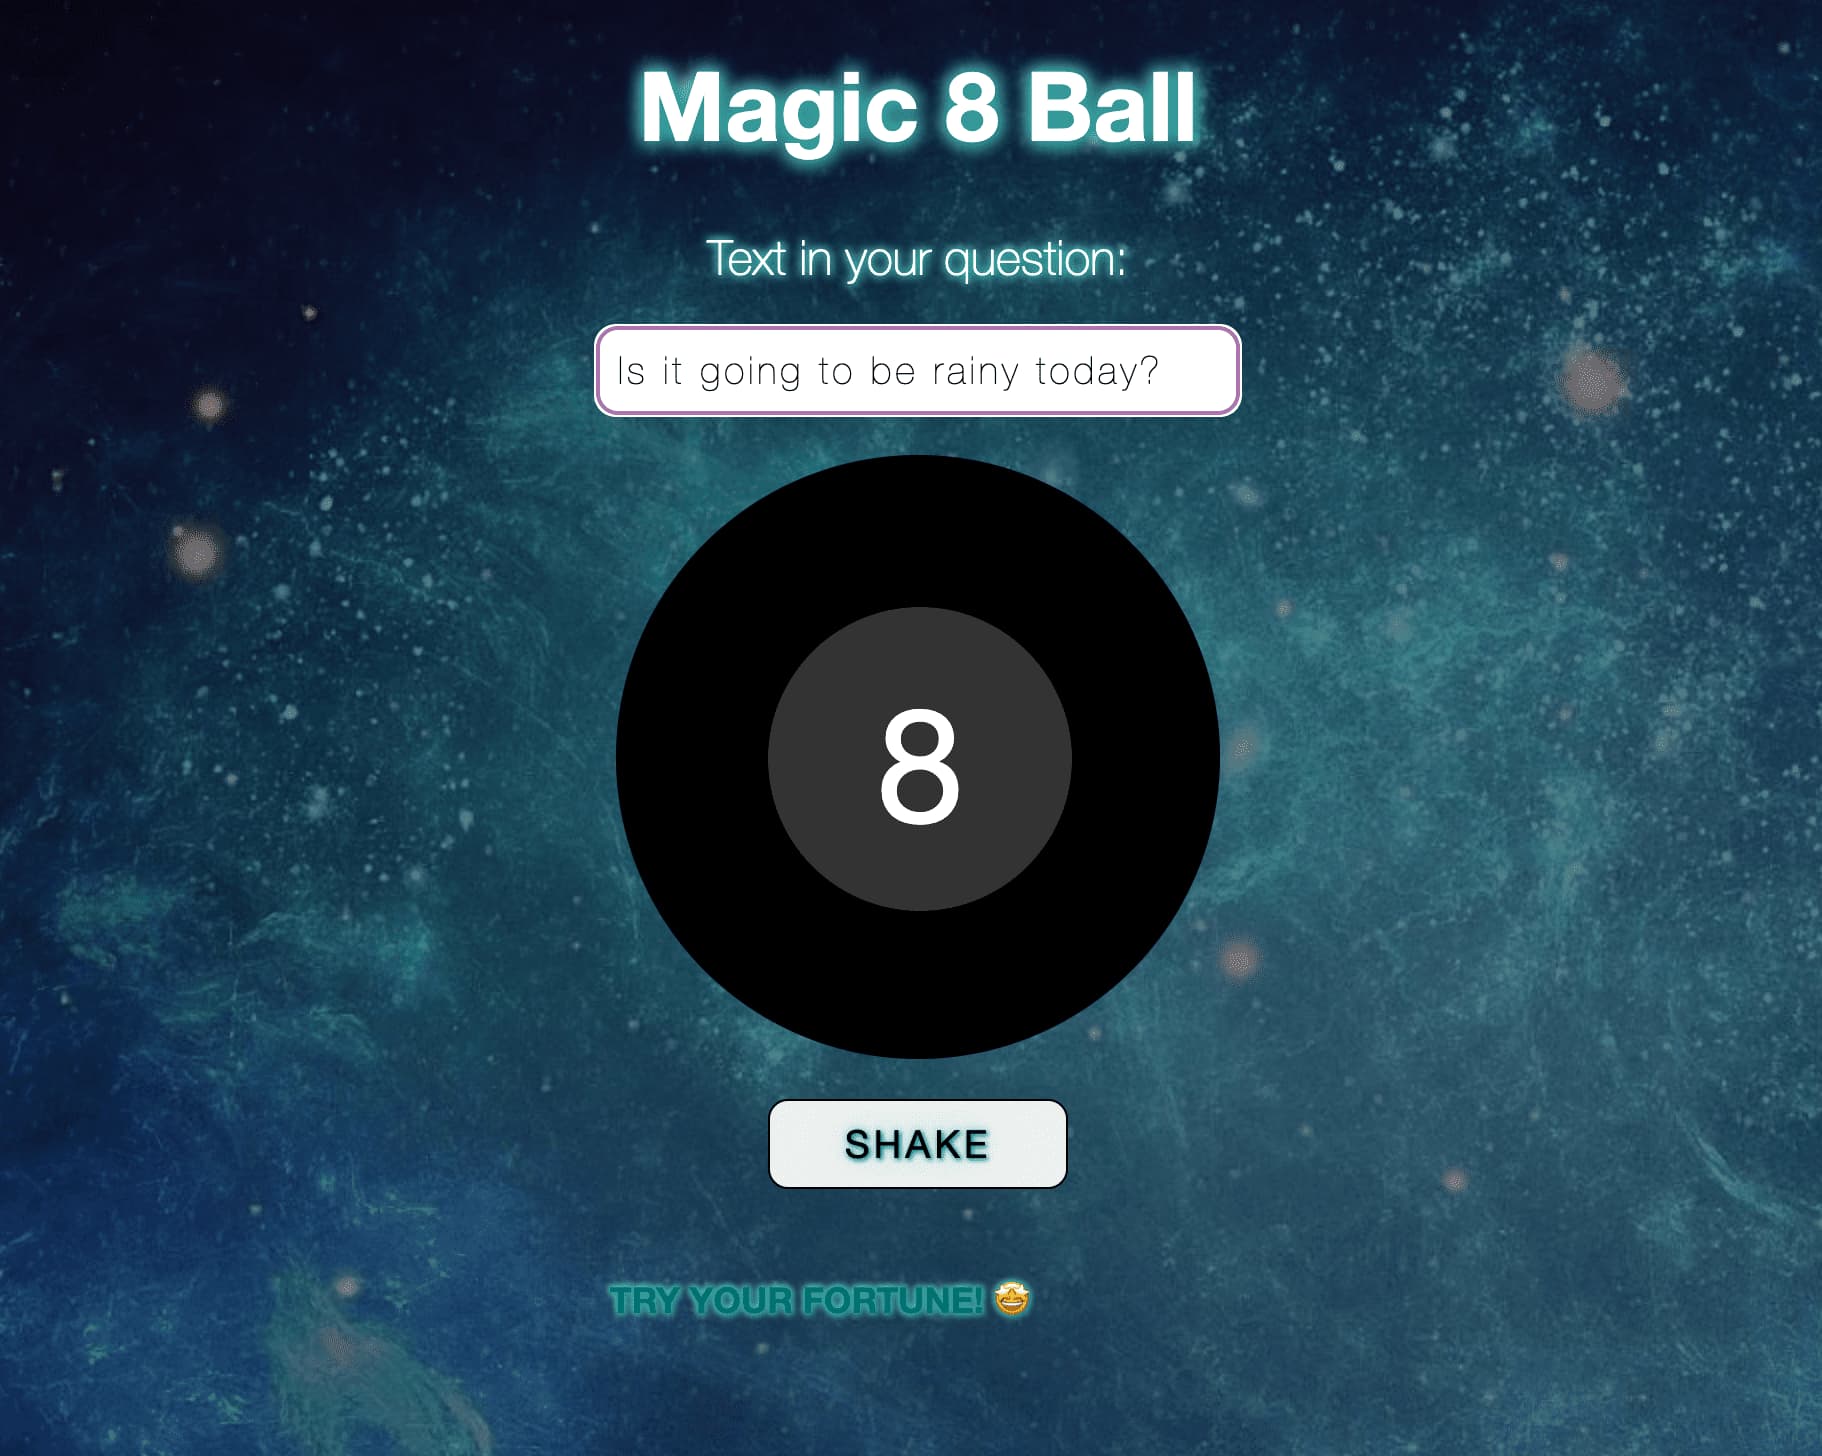 Magic 8 Ball
Text in your question:
Is it going to be rainy today?
8
SHAKE
TRY YOUR FORTUNE! 🤩